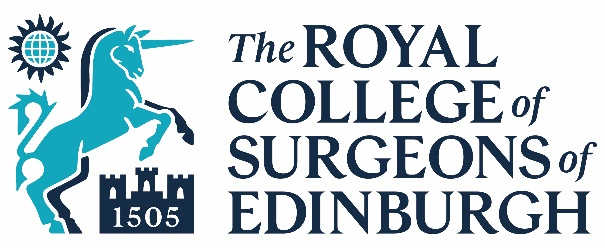 The ROYAL
COLLEGE of
SURGEONS of
EDINBURGH
1505